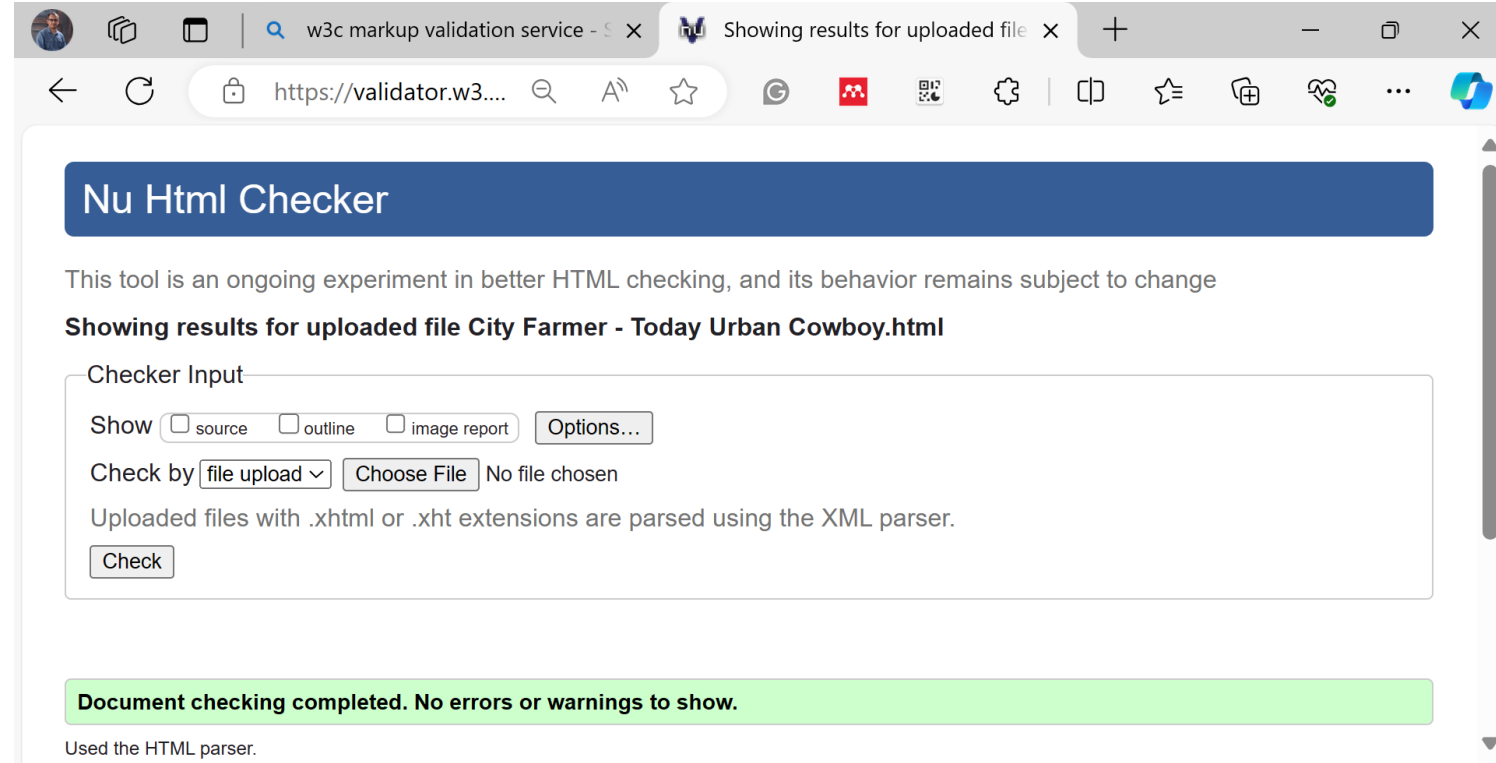 w3c markup validation service - S
Showing results for uploaded file
https://validator.w3....
Nu Html Checker
This tool is an ongoing experiment in better HTML checking, and its behavior remains subject to change
Showing results for uploaded file City Farmer - Today Urban Cowboy.html
Checker Input
Show source outline image report Options...
Check by file upload Choose File No file chosen
Uploaded files with .xhtml or .xht extensions are parsed using the XML parser.
Check
Document checking completed. No errors or warnings to show.
Used the HTML parser.